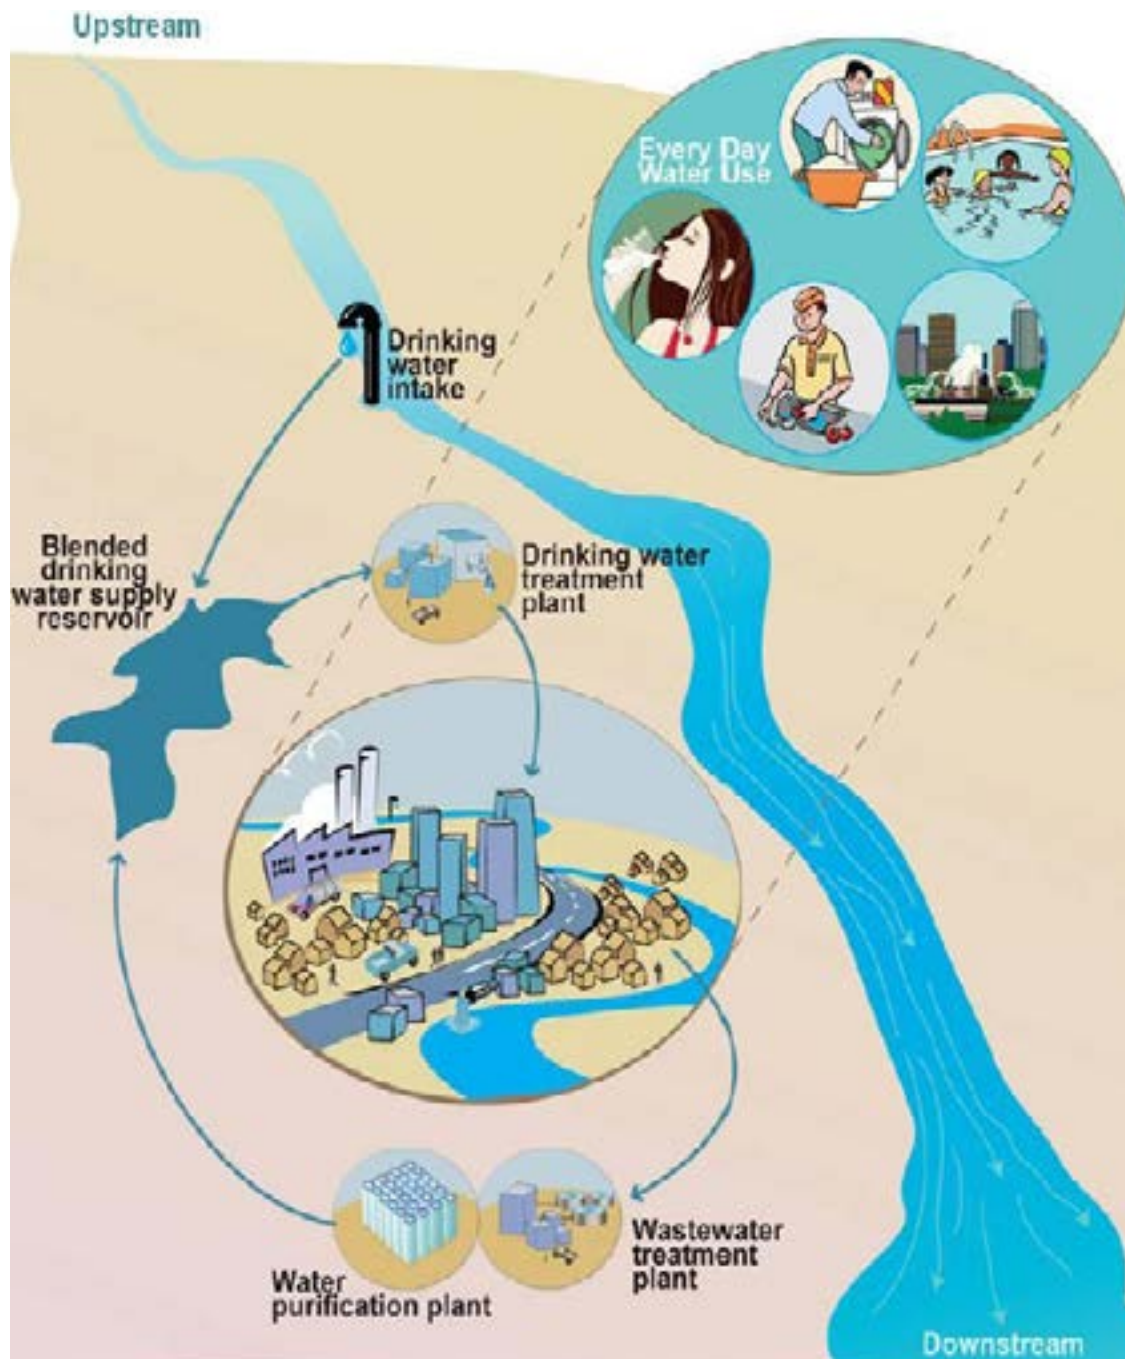 Upstream
Every Day
Water Use
Drinking
water
intake
Blended
drinking
water supply
reservoir
Drinking water
treatment
plant
Wastewater
treatment
plant
Water
purification plant
Downstream